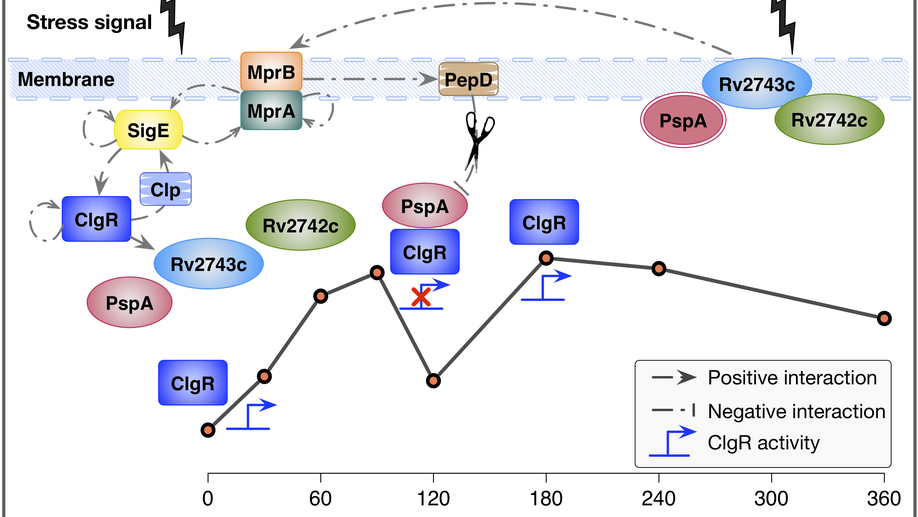 Stress signal
Membrane
MprB
MprA
PepD
Rv2743c
PspA
Rv2742c
SigE
Clp
ClgR
Rv2743c
Rv2742c
PspA
PspA
ClgR
ClgR
ClgR
Positive interaction
Negative interaction
ClgR activity
0 60 120 180 240 300 360